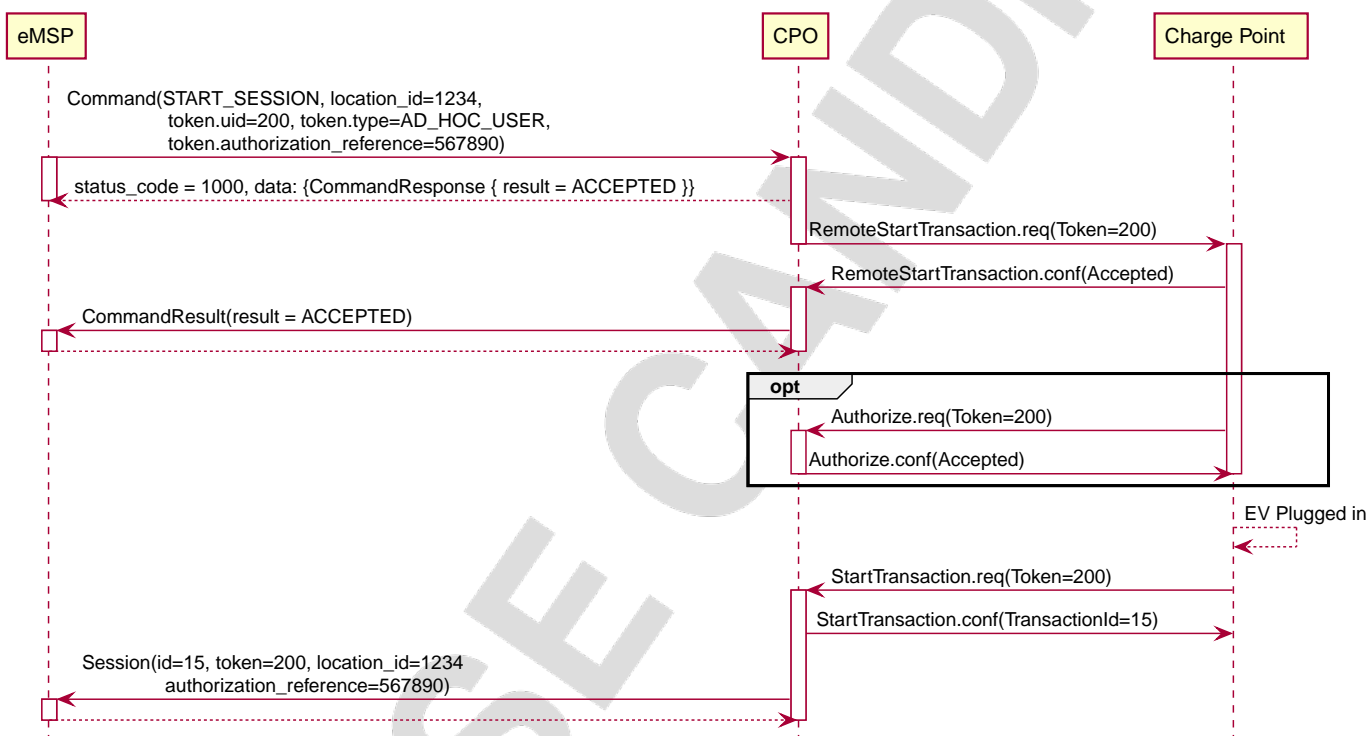 eMSP
CPO
Charge Point
Command(START_SESSION, location_id=1234,
token.uid=200, token.type=AD_HOC_USER,
token.authorization_reference=567890)
status_code = 1000, data: {CommandResponse { result = ACCEPTED }}
RemoteStartTransaction.req(Token=200)
RemoteStartTransaction.conf(Accepted)
CommandResult(result = ACCEPTED)
opt
Authorize.req(Token=200)
Authorize.conf(Accepted)
EV Plugged in
StartTransaction.req(Token=200)
StartTransaction.conf(TransactionId=15)
Session(id=15, token=200, location_id=1234
authorization_reference=567890)